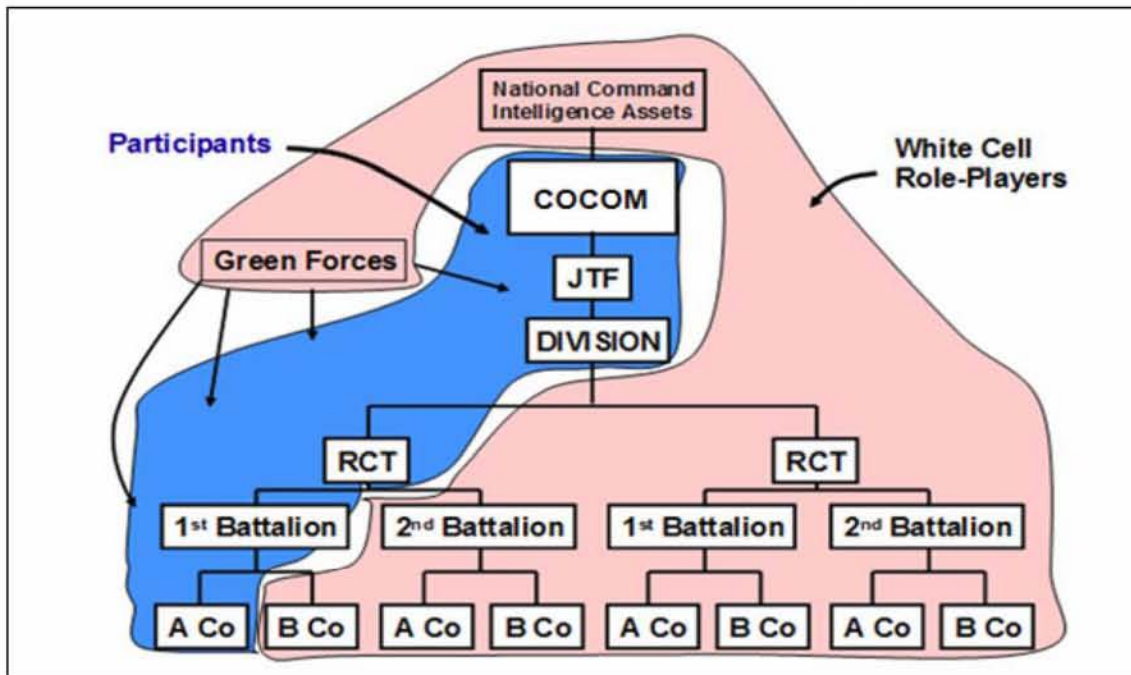 National Command
Intelligence Assets
Participants
White Cell
Role-Players
COCOM
Green Forces
JTF
DIVISION
RCT
RCT
1st Battalion
2nd Battalion
1st Battalion
2nd Battalion
A Co
B Co
A Co
B Co
A Co
B Co
A Co
B Co